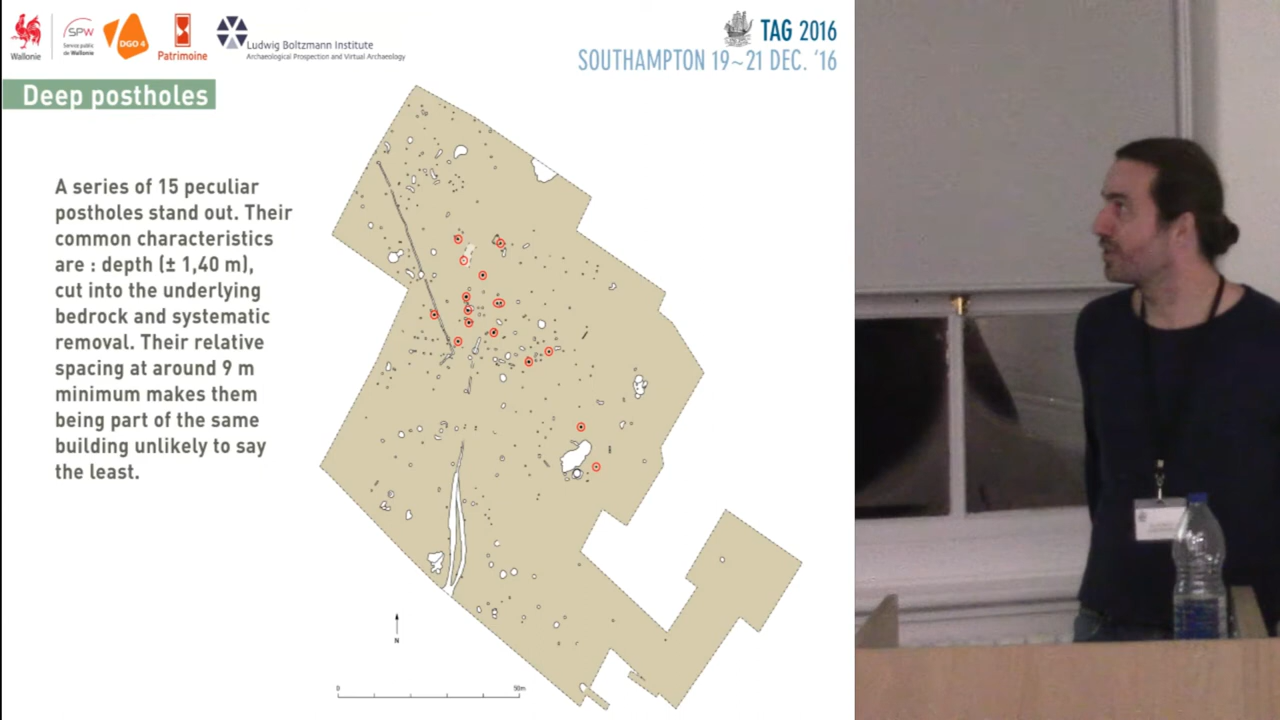 Wallonie
SPW
Service public
de Wallonie
DGO 4
Patrimoine
Ludwig Boltzmann Institute
Archaeological Prospection and Virtual Archaeology
TAG 2016
SOUTHAMPTON 19~21 DEC. '16
Deep postholes
A series of 15 peculiar
postholes stand out. Their
common characteristics
are : depth (± 1,40 m),
cut into the underlying
bedrock and systematic
removal. Their relative
spacing at around 9 m
minimum makes them
being part of the same
building unlikely to say
the least.
N
0
50m